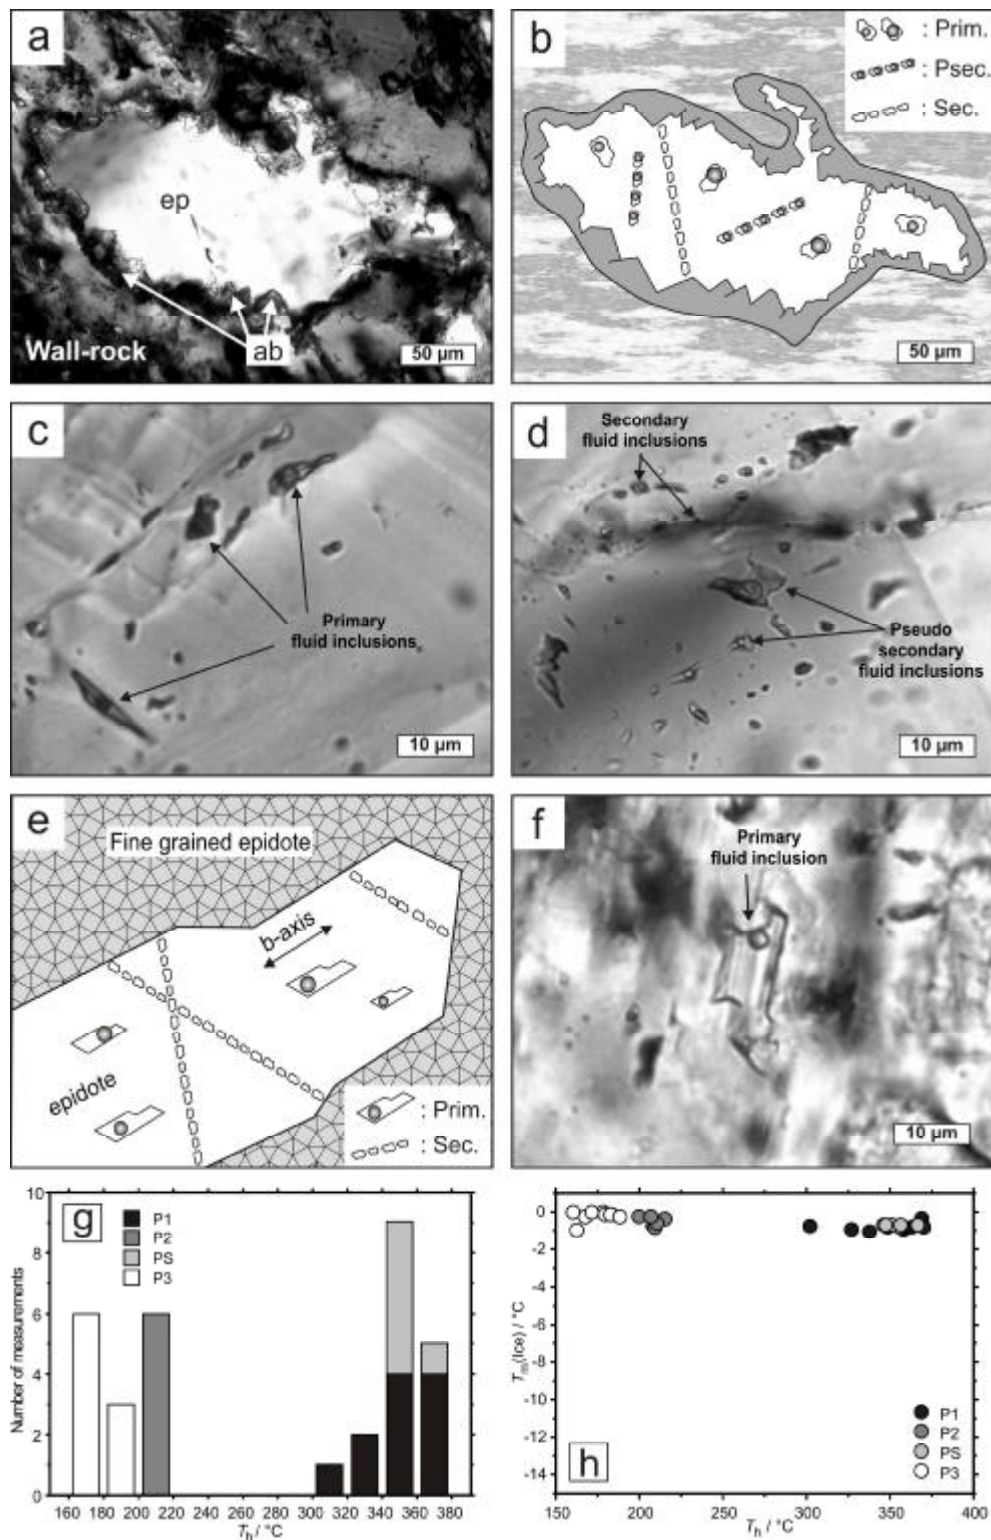 a
ep
ab
Wall-rock
50 µm
b
: Prim.
: Psec.
: Sec.
50 µm
c
Primary
fluid inclusions
10 µm
d
Secondary
fluid inclusions
Pseudo
secondary
fluid inclusions
10 µm
e
Fine grained epidote
b-axis
epidote
: Prim.
: Sec.
f
Primary
fluid inclusion
10 µm
g
P1
P2
PS
P3
Number of measurements
10
8
6
4
2
0
160 180 200 220 240 260 280 300 320 340 360 380
Th / °C
h
Tm(Ice) / °C
0
-2
-4
-6
-8
-10
-12
-14
P1
P2
PS
P3
150 200 250 300 350 400
Th / °C